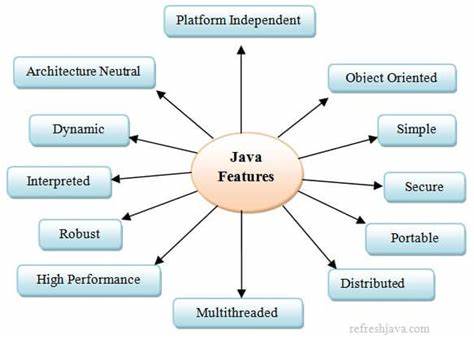 Platform Independent
Architecture Neutral
Object Oriented
Dynamic
Simple
Java
Features
Interpreted
Secure
Robust
Portable
High Performance
Distributed
Multithreaded
refreshjava.com